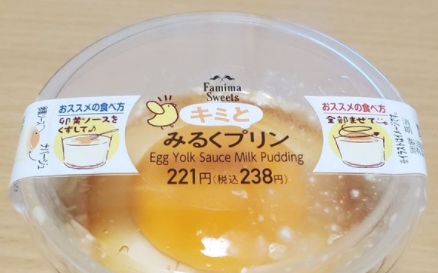 Famima
Sweets
キミと
みるくプリン
Egg Yolk Sauce Milk Pudding
221円(税込238円)
おススメの食べ方
卵黄ソースを
くずして♪
おススメの食べ方
全部まぜて